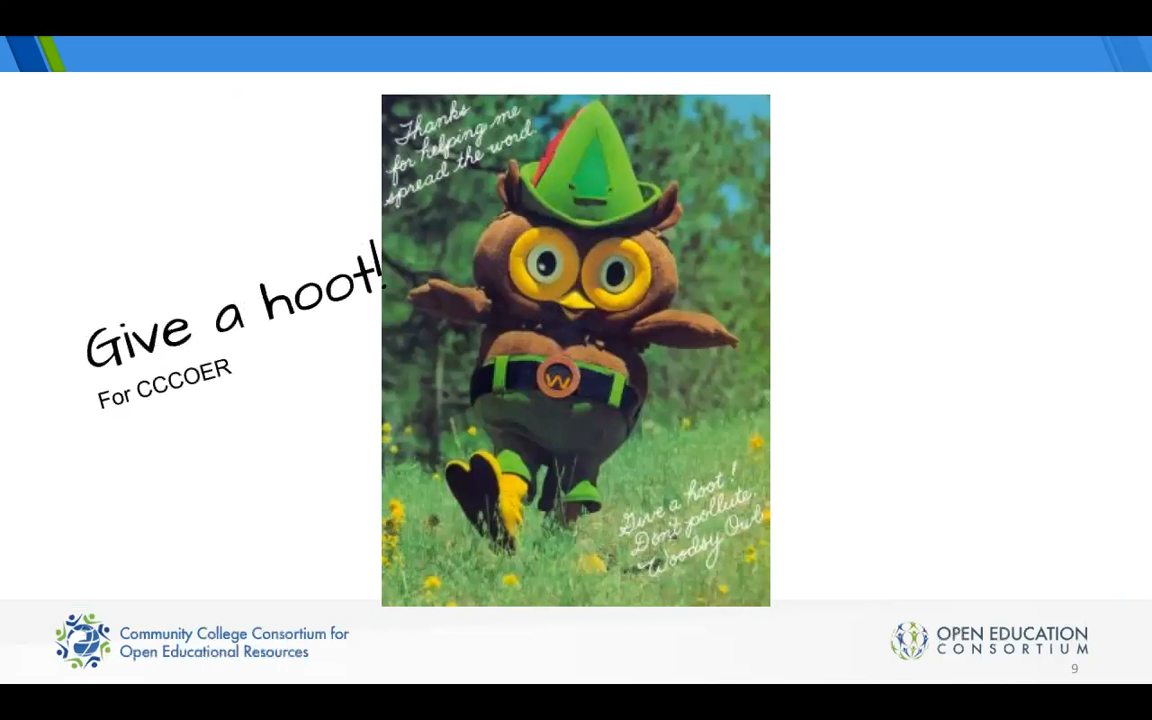 Thanks
for helping me
spread the word.
Give a hoot!
For CCCOER
W
Give a hoot!
Don't pollute.
Woodsy Owl
Community College Consortium for
Open Educational Resources
OPEN EDUCATION
CONSORTIUM
9